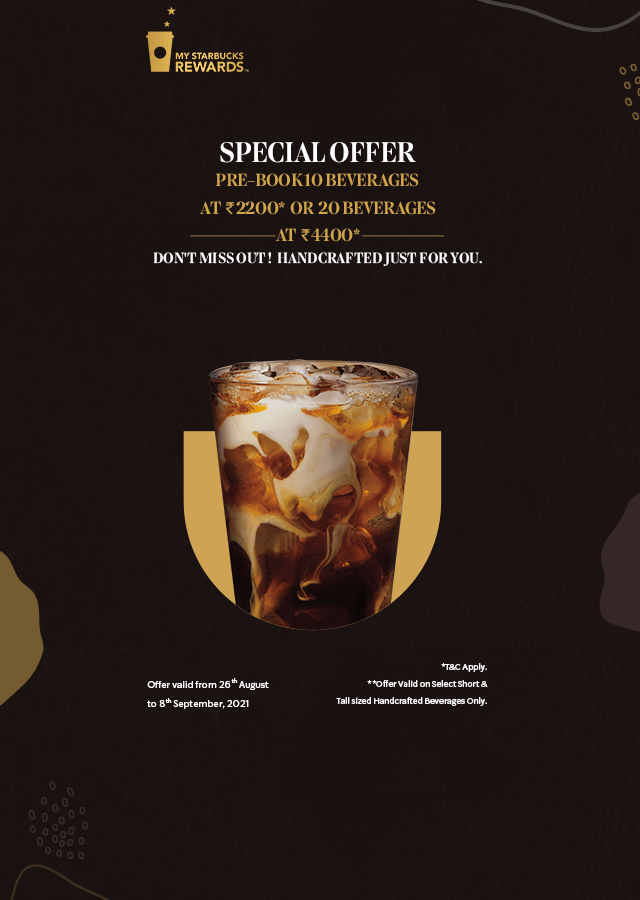 MY STARBUCKS
REWARDS™
SPECIAL OFFER
PRE-BOOK 10 BEVERAGES
AT ₹2200* OR 20 BEVERAGES
AT ₹4400*
DON'T MISS OUT! HANDCRAFTED JUST FOR YOU.
Offer valid from 26th August
to 8th September, 2021
*T&C Apply.
**Offer Valid on Select Short &
Tall sized Handcrafted Beverages Only.